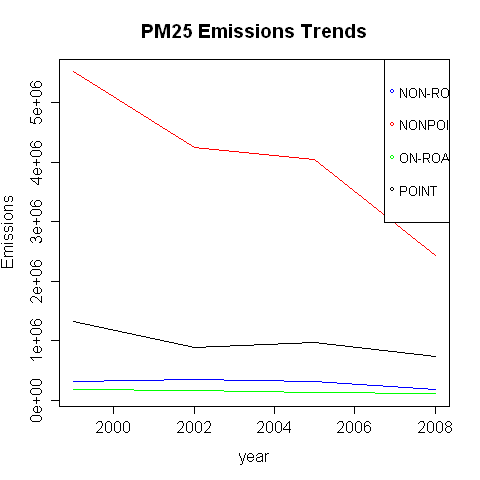 PM25 Emissions Trends
Emissions
5e+06
4e+06
3e+06
2e+06
1e+06
0e+00
NON-RO
NONPOI
ON-ROA
POINT
2000 2002 2004 2006 2008
year